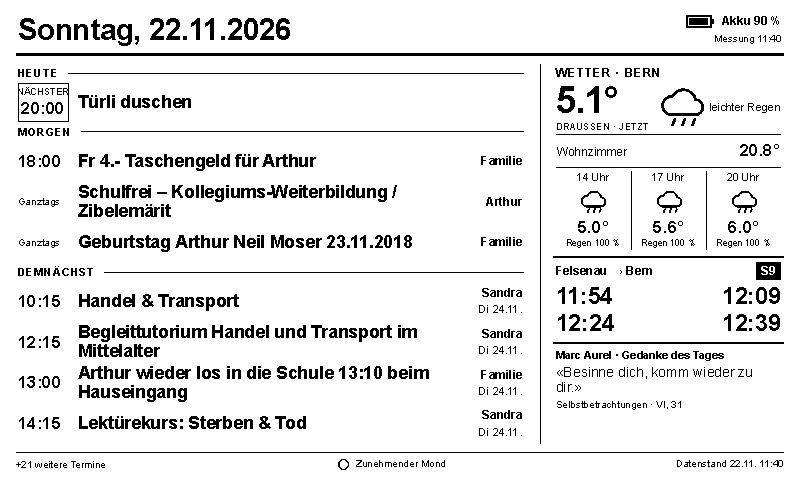 Sonntag, 22.11.2026
Akku 90 %
Messung 11:40
HEUTE
NÄCHSTER
20:00 Türli duschen
MORGEN
18:00 Fr 4.- Taschengeld für Arthur Familie
Ganztags Schulfrei – Kollegiums-Weiterbildung / Zibelemärit Arthur
Ganztags Geburtstag Arthur Neil Moser 23.11.2018 Familie
DEMNÄCHST
10:15 Handel & Transport Sandra
Di 24.11.
12:15 Begleittutorium Handel und Transport im Mittelalter Sandra
Di 24.11.
13:00 Arthur wieder los in die Schule 13:10 beim Hauseingang Familie
Di 24.11.
14:15 Lektürekurs: Sterben & Tod Sandra
Di 24.11.
WETTER · BERN
5.1°
leichter Regen
DRAUSSEN · JETZT
Wohnzimmer 20.8°
14 Uhr 17 Uhr 20 Uhr
5.0° 5.6° 6.0°
Regen 100 % Regen 100 % Regen 100 %
Felsenau › Bern S9
11:54 12:09
12:24 12:39
Marc Aurel · Gedanke des Tages
«Besinne dich, komm wieder zu
dir.»
Selbstbetrachtungen · VI, 31
+21 weitere Termine
Zunehmender Mond
Datenstand 22.11. 11:40